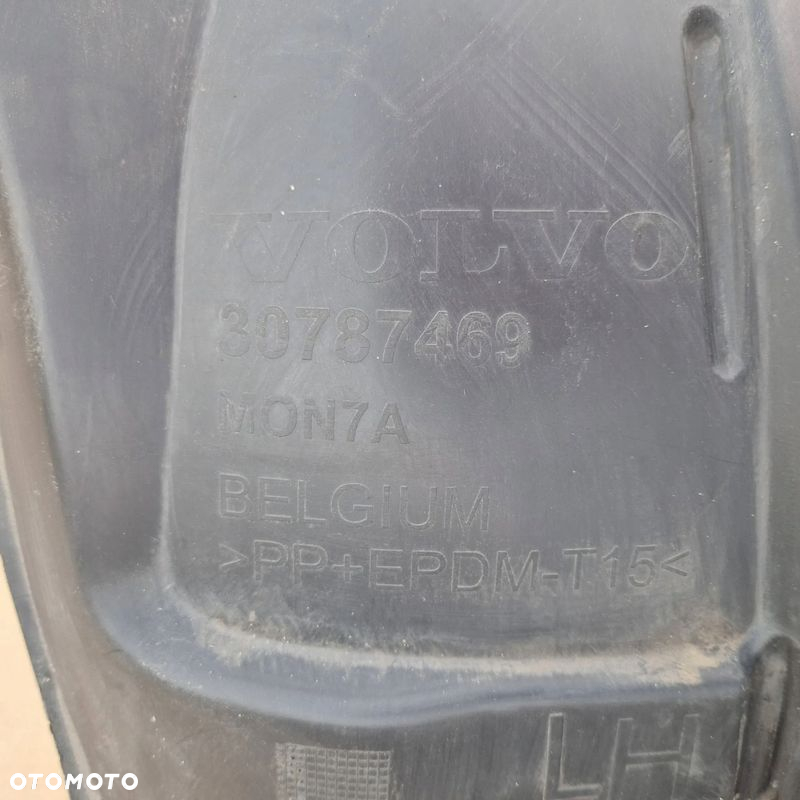 VOLVO
30787469
MON7A
BELGIUM
>PP+EPDM-T15<
LH
OTOMOTO